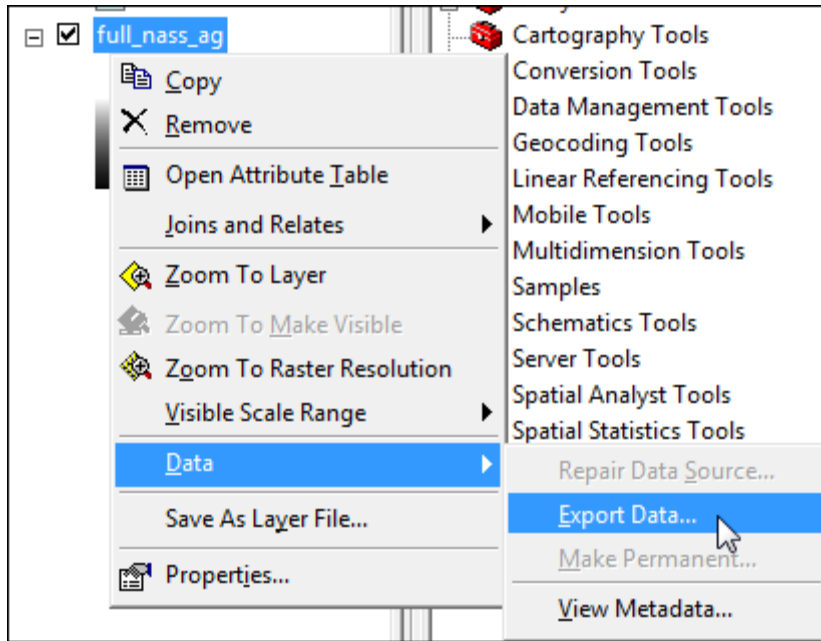 full_nass_ag
Copy
Remove
Open Attribute Table
Joins and Relates
Zoom To Layer
Zoom To Make Visible
Zoom To Raster Resolution
Visible Scale Range
Data
Save As Layer File...
Properties...
Cartography Tools
Conversion Tools
Data Management Tools
Geocoding Tools
Linear Referencing Tools
Mobile Tools
Multidimension Tools
Samples
Schematics Tools
Server Tools
Spatial Analyst Tools
Spatial Statistics Tools
Repair Data Source...
Export Data...
Make Permanent...
View Metadata...